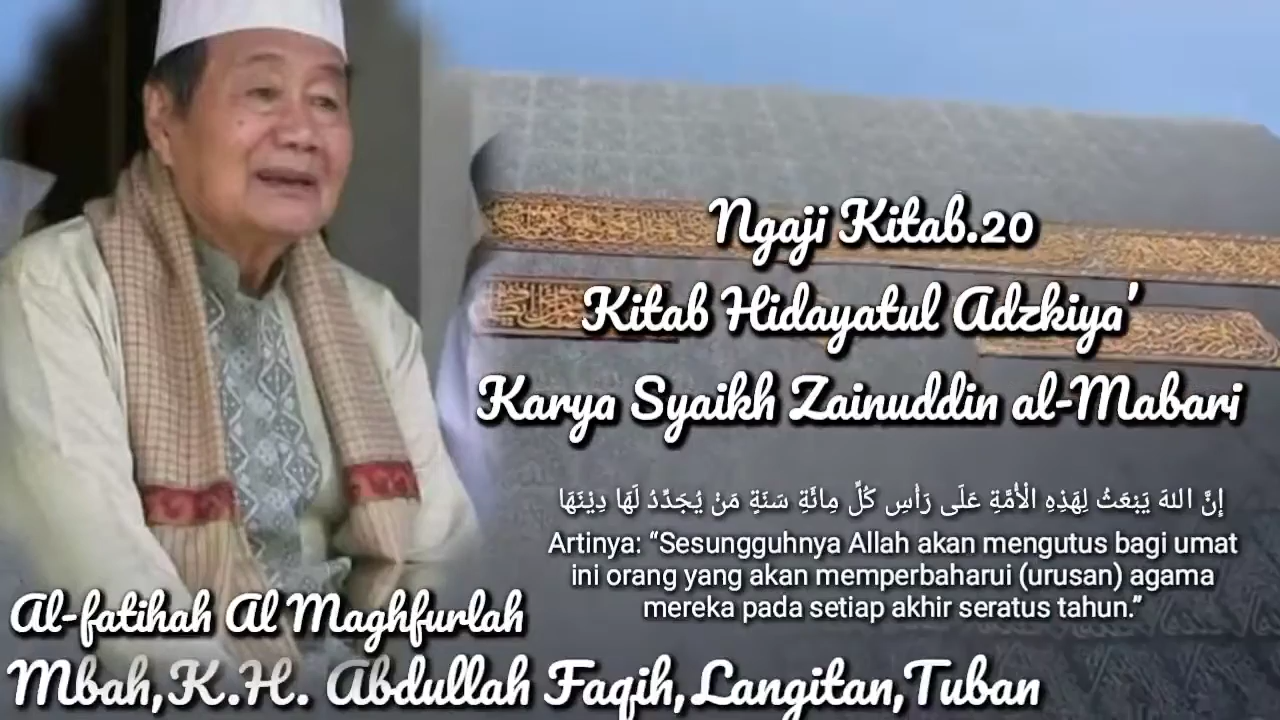 Ngaji Kitab.20
Kitab Hidayatul Adzkiya'
Karya Syaikh Zainuddin al-Mabari
إِنَّ اللهَ يَبْعَثُ لِهَذِهِ الْأُمَّةِ عَلَى رَأْسِ كُلِّ مِائَةِ سَنَةٍ مَنْ يُجَدِّدُ لَهَا دِيْنَهَا
Artinya: “Sesungguhnya Allah akan mengutus bagi umat
ini orang yang akan memperbaharui (urusan) agama
mereka pada setiap akhir seratus tahun.”
Al-fatihah Al Maghfurlah
Mbah,K.H. Abdullah Faqih,Langitan,Tuban